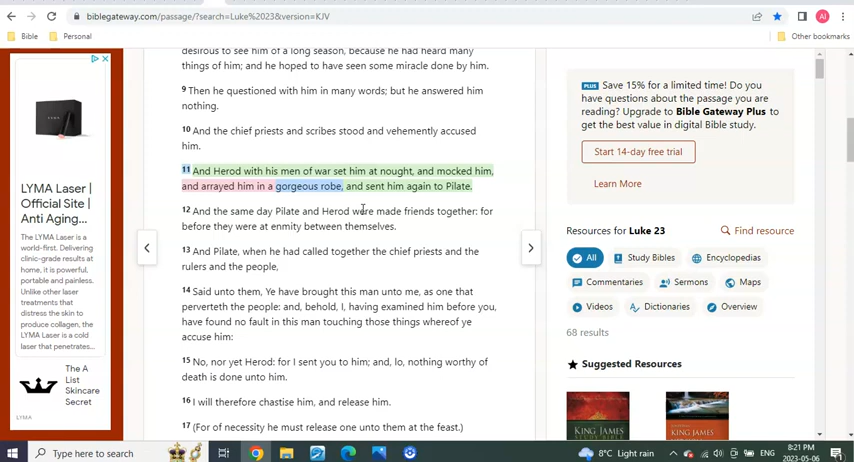 biblegateway.com/passage/?search=Luke%2023&version=KJV
AI
Bible
Personal
Other bookmarks
LYMA Laser |
Official Site |
Anti Aging...
The LYMA Laser is a
world-first. Delivering
clinic-grade results at
home, it is powerful,
portable and painless.
Unlike other laser
treatments that
distress the skin to
produce collagen, the
LYMA Laser is a cold
laser that penetrates...
The A
List
Skincare
Secret
LYMA
desirous to see him of a long season, because he had heard many
things of him; and he hoped to have seen some miracle done by him.
9 Then he questioned with him in many words; but he answered him
nothing.
10 And the chief priests and scribes stood and vehemently accused
him.
11 And Herod with his men of war set him at nought, and mocked him,
and arrayed him in a gorgeous robe, and sent him again to Pilate.
12 And the same day Pilate and Herod were made friends together: for
before they were at enmity between themselves.
13 And Pilate, when he had called together the chief priests and the
rulers and the people,
14 Said unto them, Ye have brought this man unto me, as one that
perverteth the people: and, behold, I, having examined him before you,
have found no fault in this man touching those things whereof ye
accuse him:
15 No, nor yet Herod: for I sent you to him; and, lo, nothing worthy of
death is done unto him.
16 I will therefore chastise him, and release him.
17 (For of necessity he must release one unto them at the feast.)
PLUS Save 15% for a limited time! Do you
have questions about the passage you are
reading? Upgrade to Bible Gateway Plus to
get the best value in digital Bible study.
Start 14-day free trial
Learn More
Resources for Luke 23
Find resource
All
Study Bibles
Encyclopedias
Commentaries
Sermons
Maps
Videos
Dictionaries
Overview
68 results
Suggested Resources
KING JAMES
KING JAMES
Type here to search
8°C Light rain
ENG
8:21 PM
2023-05-06